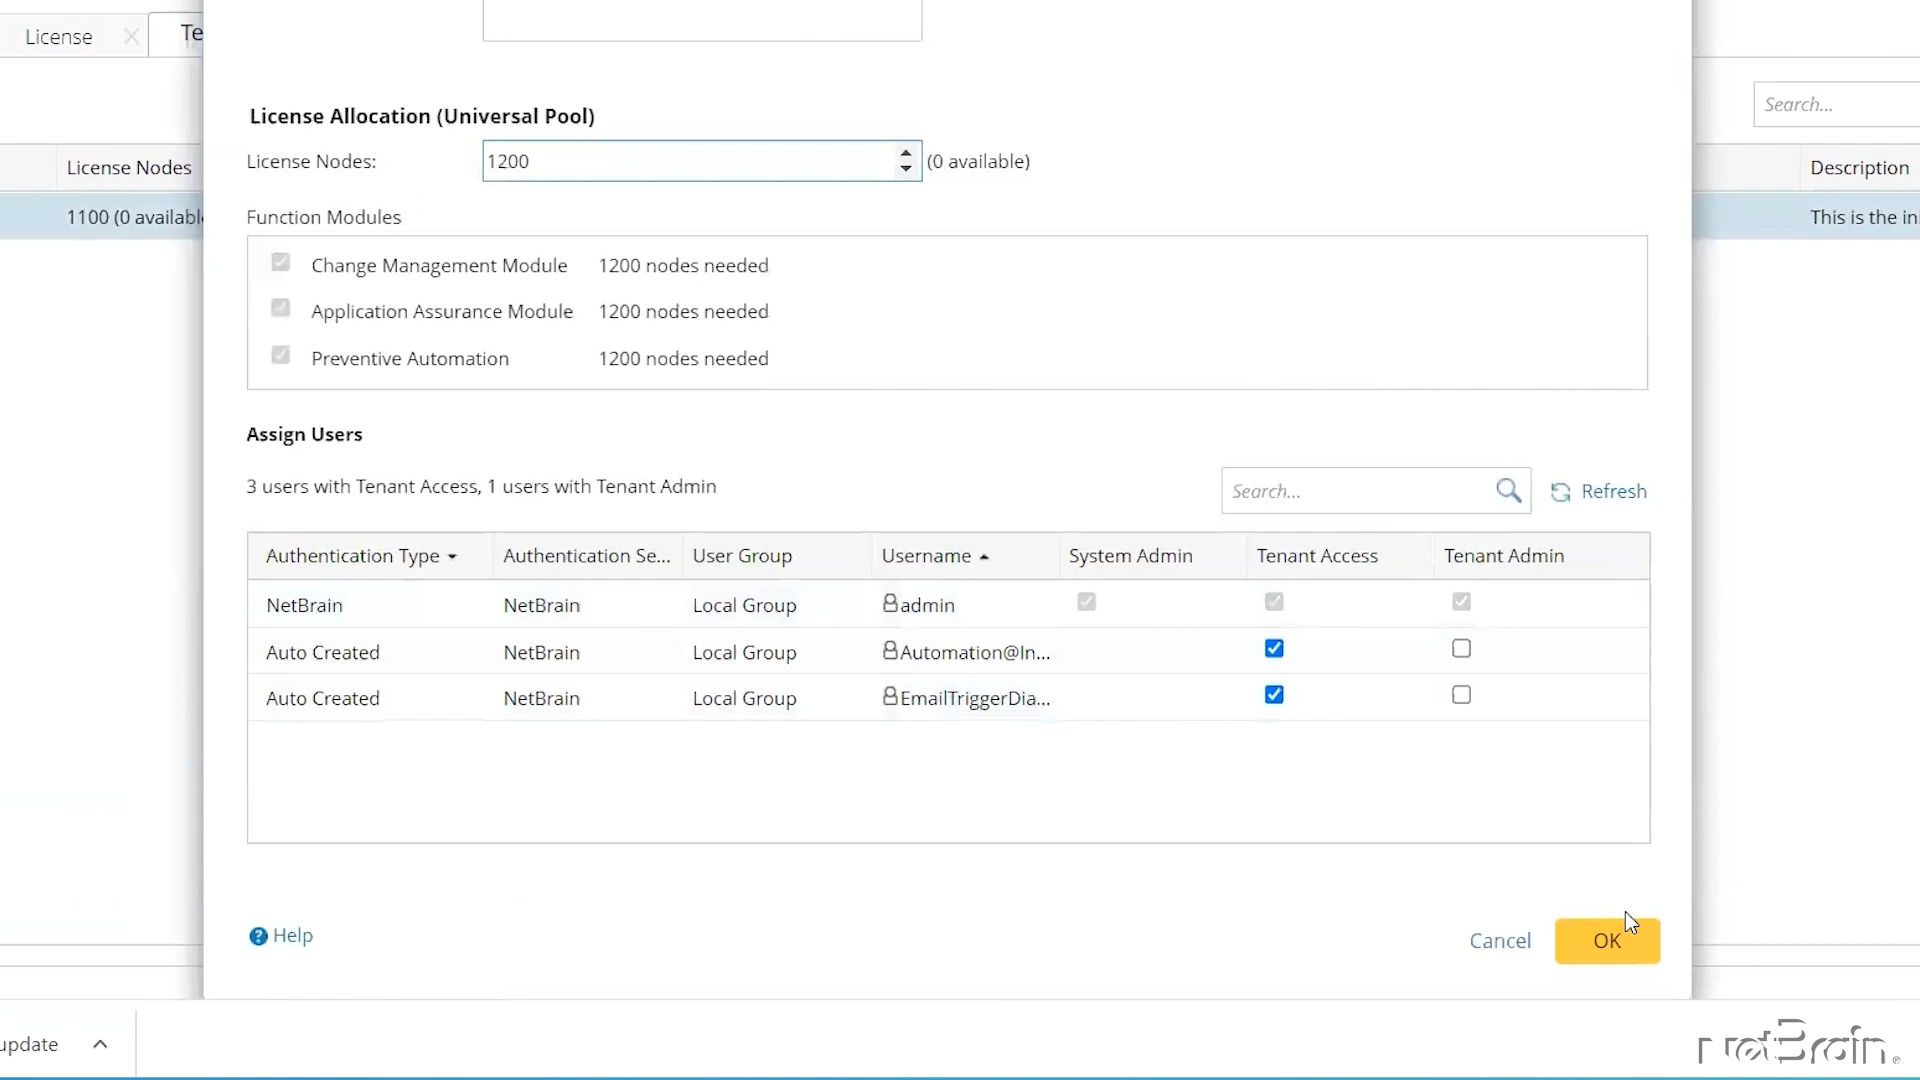 License
Te
Search...
License Allocation (Universal Pool)
License Nodes: 1200 (0 available)
License Nodes
Description
1100 (0 availabl
This is the in
Function Modules
Change Management Module 1200 nodes needed
Application Assurance Module 1200 nodes needed
Preventive Automation 1200 nodes needed
Assign Users
3 users with Tenant Access, 1 users with Tenant Admin
Search...
Refresh
Authentication Type Authentication Se... User Group Username System Admin Tenant Access Tenant Admin
NetBrain NetBrain Local Group admin
Auto Created NetBrain Local Group Automation@In...
Auto Created NetBrain Local Group EmailTriggerDia...
? Help
Cancel
OK
update
netBrain®